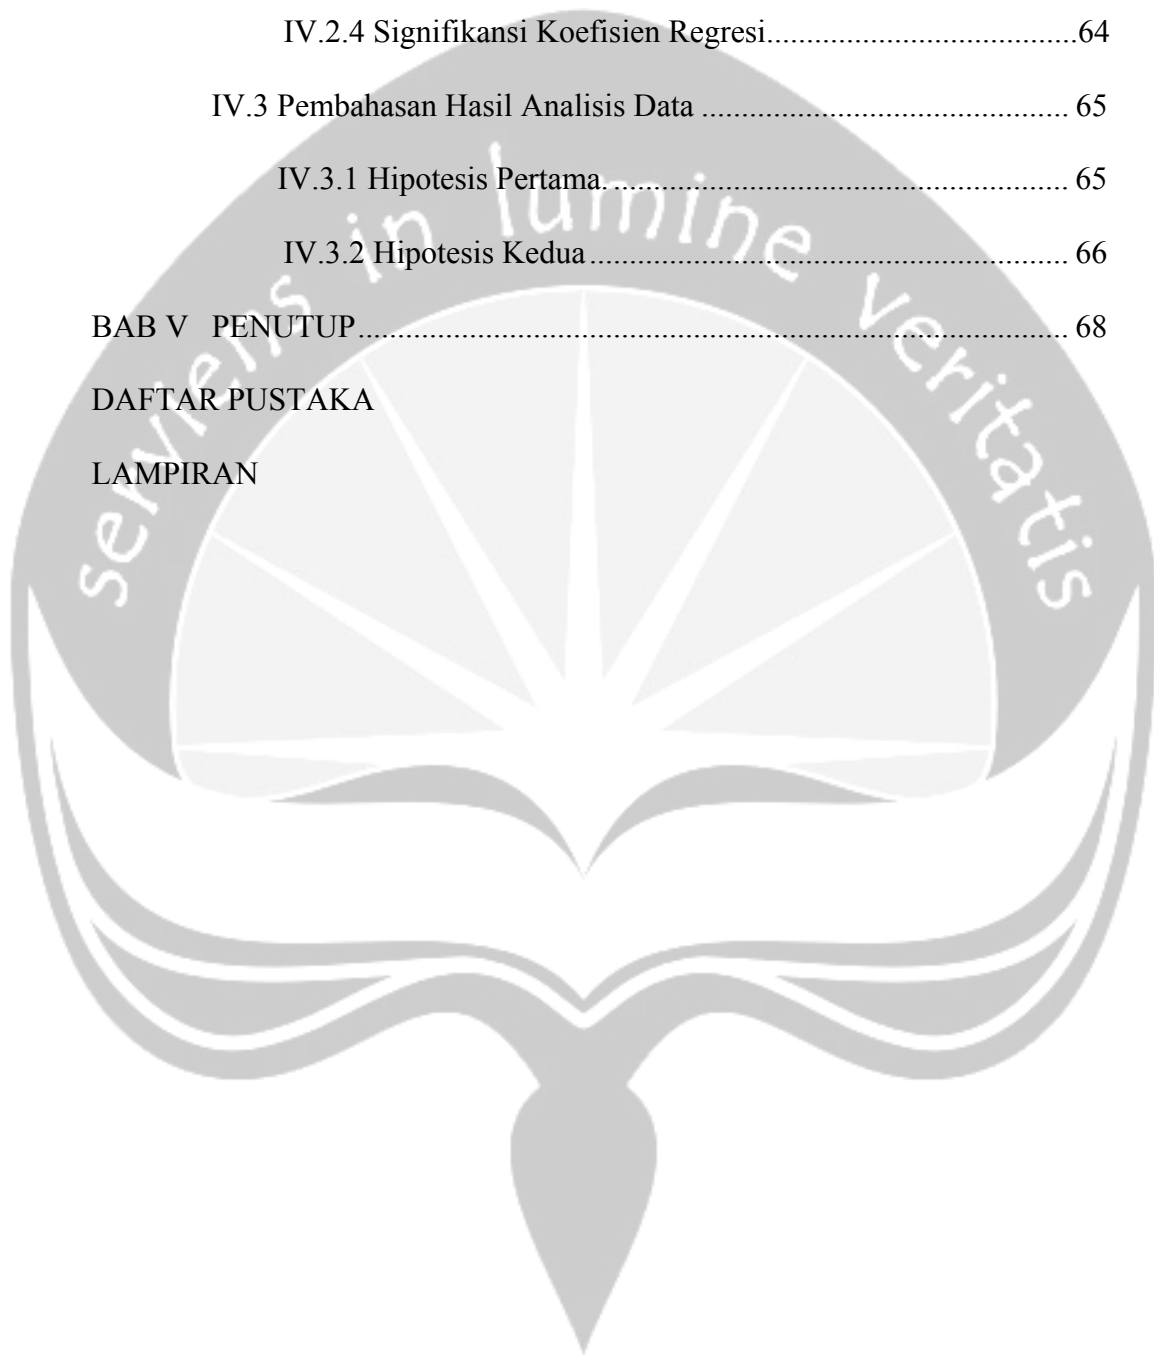 IV.2.4 Signifikansi Koefisien Regresi.......................................64
IV.3 Pembahasan Hasil Analisis Data .............................................. 65
IV.3.1 Hipotesis Pertama. ......................................................... 65
IV.3.2 Hipotesis Kedua ............................................................ 66
BAB V PENUTUP ......................................................................................... 68
DAFTAR PUSTAKA
LAMPIRAN
serviens in lumine veritatis